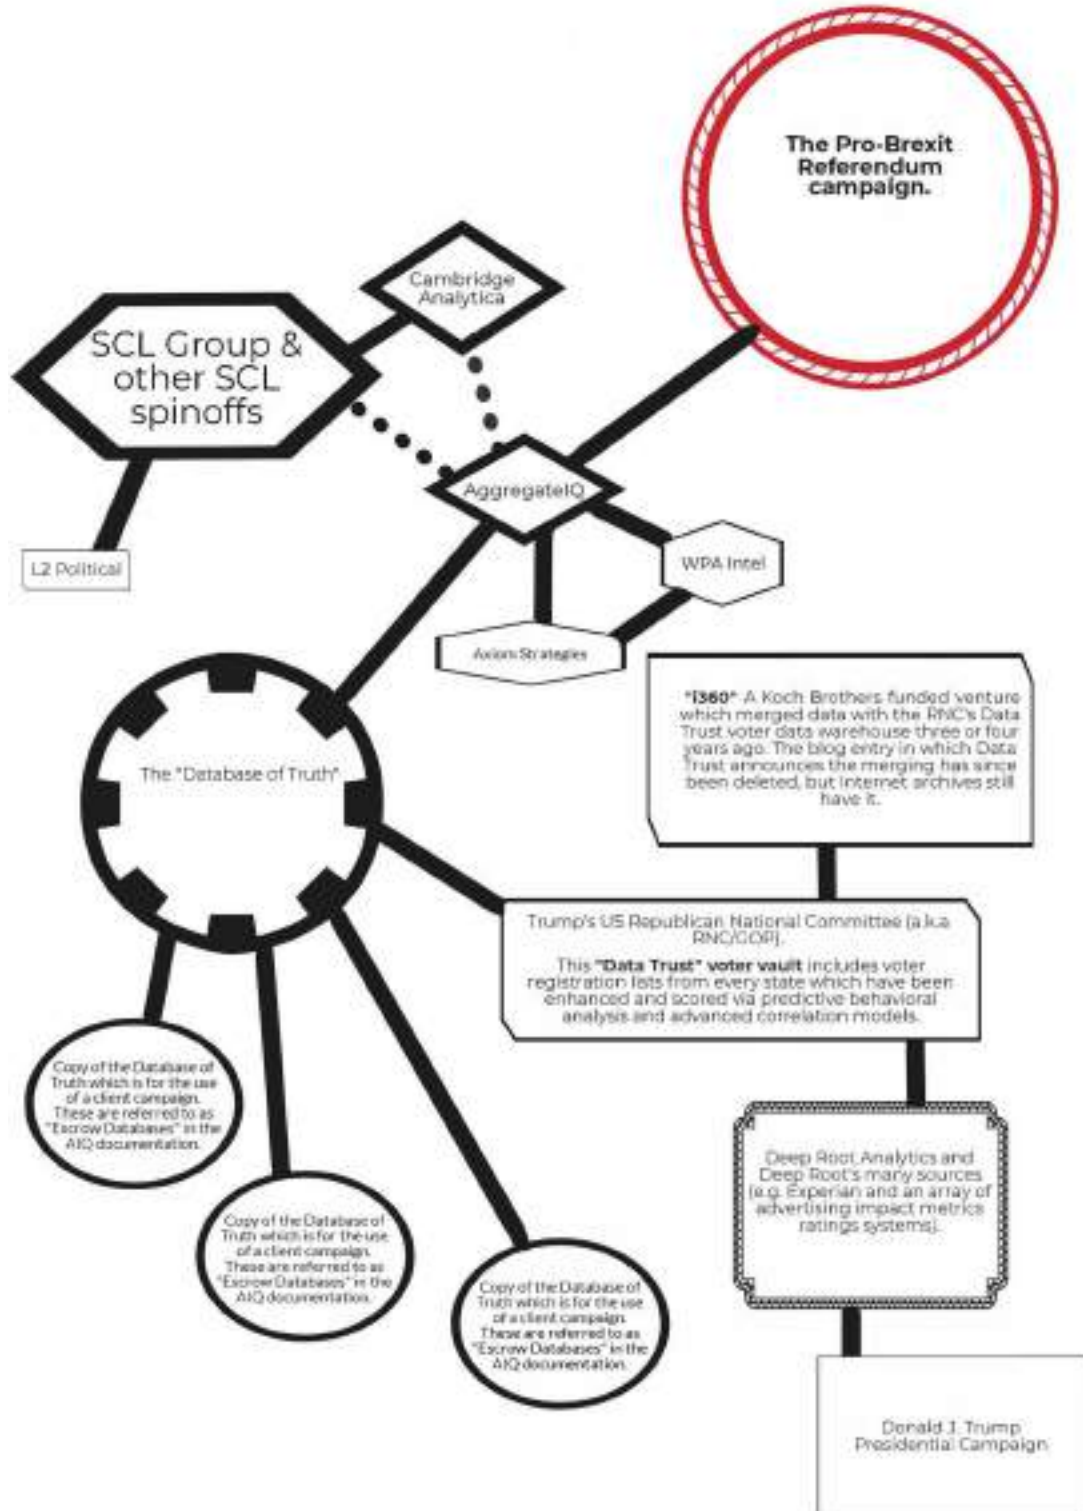 The Pro-Brexit
Referendum
campaign.
Cambridge
Analytica
SCL Group &
other SCL
spinoffs
AggregateIQ
L2 Political
WPA Intel
Axiom Strategies
"i360" A Koch Brothers funded venture
which merged data with the RNC's Data
Trust voter data warehouse three or four
years ago. The blog entry in which Data
Trust announces the merging has since
been deleted, but Internet archives still
have it.
The "Database of Truth"
Trump's US Republican National Committee (a.k.a
RNC/GOP).
This "Data Trust" voter vault includes voter
registration lists from every state which have been
enhanced and scored via predictive behavioral
analysis and advanced correlation models.
Copy of the Database of
Truth which is for the use
of a client campaign.
These are referred to as
"Escrow Databases" in the
AIQ documentation.
Copy of the Database of
Truth which is for the use
of a client campaign.
These are referred to as
"Escrow Databases" in the
AIQ documentation.
Copy of the Database of
Truth which is for the use
of a client campaign.
These are referred to as
"Escrow Databases" in the
AIQ documentation.
Deep Root Analytics and
Deep Root's many sources
(e.g. Experian and an array of
advertising impact metrics
ratings systems).
Donald J. Trump
Presidential Campaign